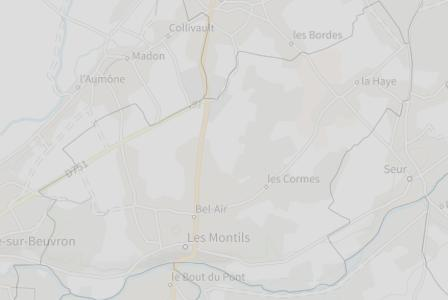 Collivault
les Bordes
Madon
l'Aumône
la Haye
D751
Seur
les Cormes
Bel-Air
e-sur-Beuvron
Les Montils
le Bout du Pont